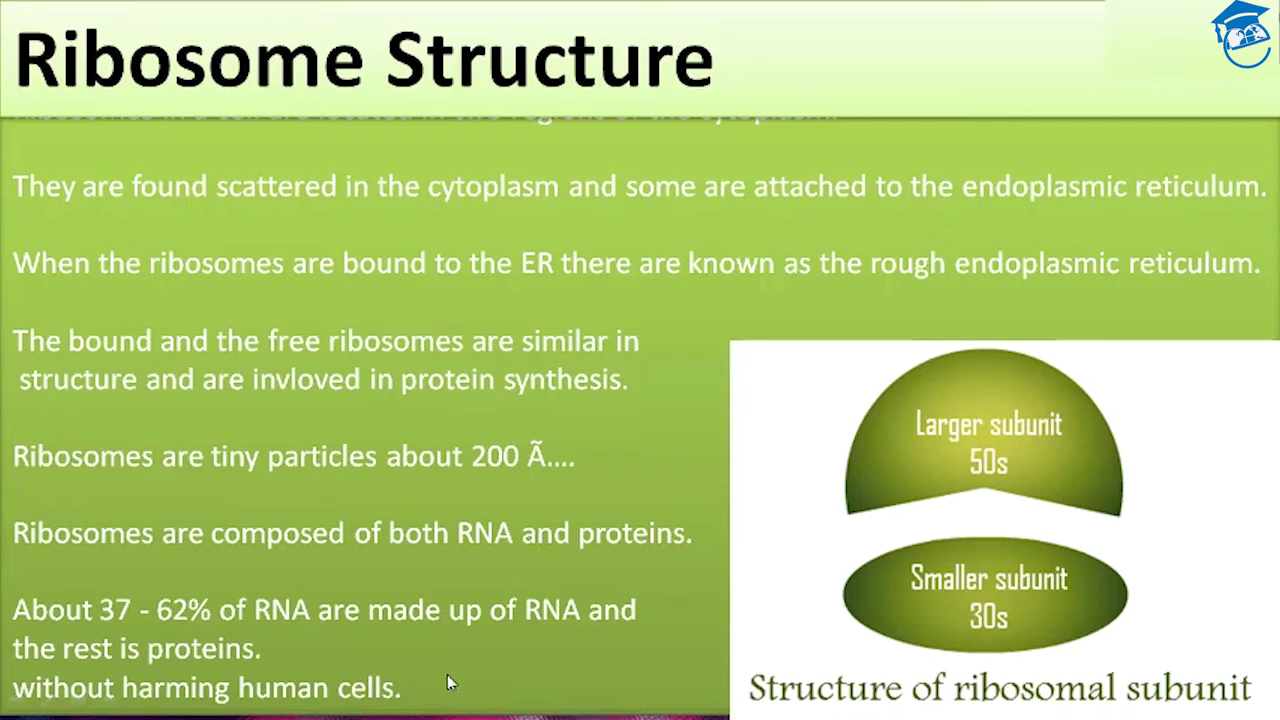 Ribosome Structure
They are found scattered in the cytoplasm and some are attached to the endoplasmic reticulum.
When the ribosomes are bound to the ER there are known as the rough endoplasmic reticulum.
The bound and the free ribosomes are similar in
structure and are invloved in protein synthesis.
Ribosomes are tiny particles about 200 Ã....
Ribosomes are composed of both RNA and proteins.
About 37 - 62% of RNA are made up of RNA and
the rest is proteins.
without harming human cells.
Larger subunit
50s
Smaller subunit
30s
Structure of ribosomal subunit